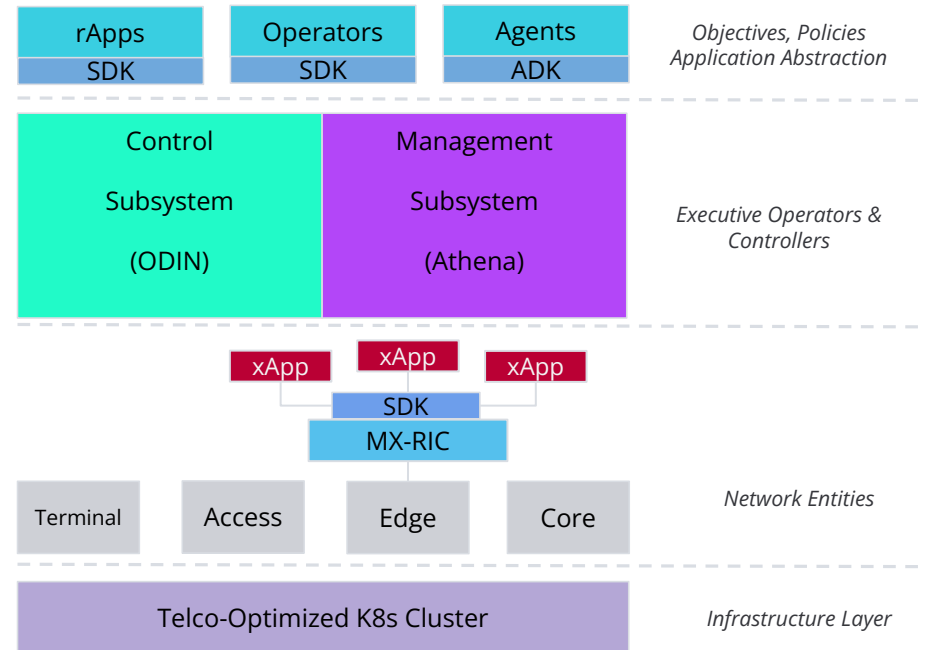 rApps
SDK
Operators
SDK
Agents
ADK
Objectives, Policies
Application Abstraction
Control
Subsystem
(ODIN)
Management
Subsystem
(Athena)
Executive Operators &
Controllers
xApp
xApp
xApp
SDK
MX-RIC
Terminal
Access
Edge
Core
Network Entities
Telco-Optimized K8s Cluster
Infrastructure Layer